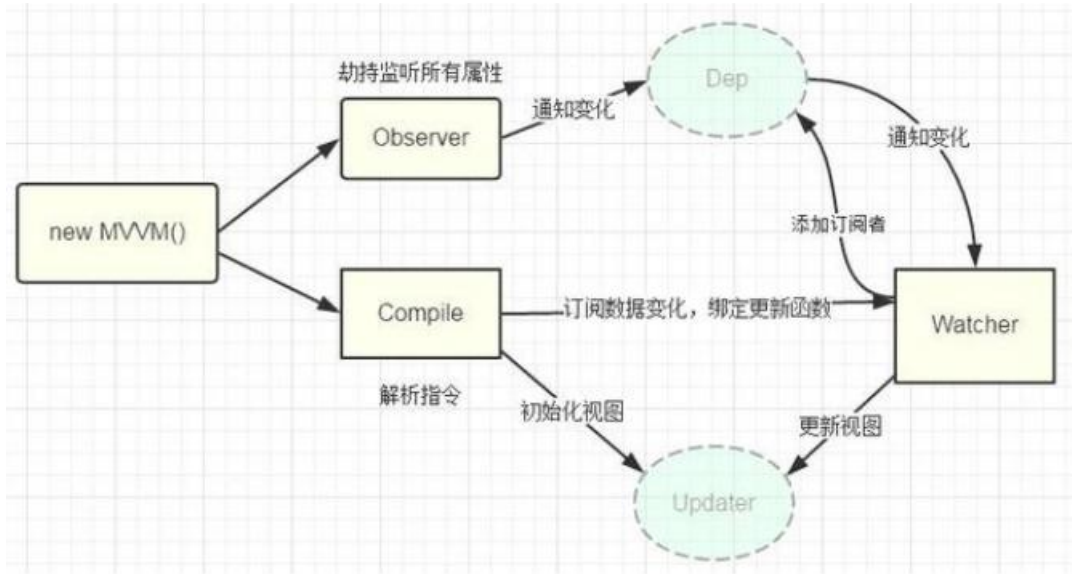 Dep
劫持监听所有属性
通知变化
Observer
通知变化
new MVVM()
添加订阅者
Compile
订阅数据变化，绑定更新函数
Watcher
解析指令
初始化视图
更新视图
Updater